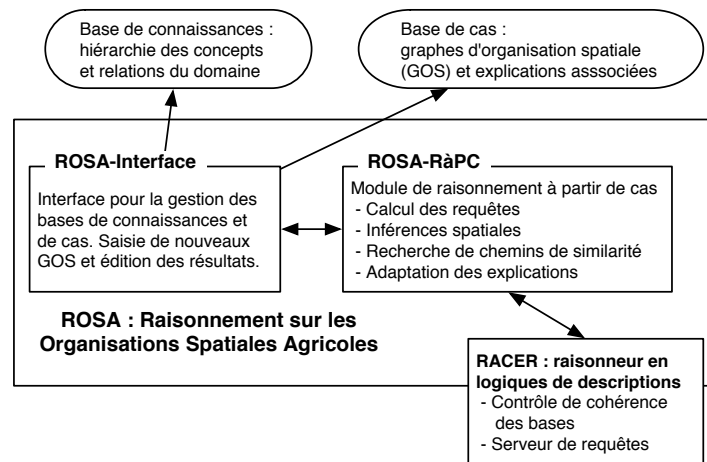 Base de connaissances :
hiérarchie des concepts
et relations du domaine
Base de cas :
graphes d'organisation spatiale
(GOS) et explications asssociées
ROSA-Interface
Interface pour la gestion des
bases de connaissances et
de cas. Saisie de nouveaux
GOS et édition des résultats.
ROSA-RàPC
Module de raisonnement à partir de cas
- Calcul des requêtes
- Inférences spatiales
- Recherche de chemins de similarité
- Adaptation des explications
ROSA : Raisonnement sur les
Organisations Spatiales Agricoles
RACER : raisonneur en
logiques de descriptions
- Contrôle de cohérence
des bases
- Serveur de requêtes